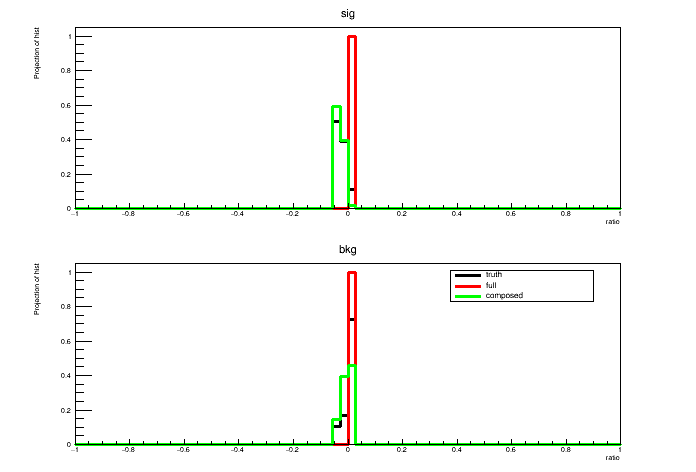 sig
Projection of hist
1
0.8
0.6
0.4
0.2
0
−1 −0.8 −0.6 −0.4 −0.2 0 0.2 0.4 0.6 0.8 1
ratio
bkg
Projection of hist
truth
full
composed
1
0.8
0.6
0.4
0.2
0
−1 −0.8 −0.6 −0.4 −0.2 0 0.2 0.4 0.6 0.8 1
ratio